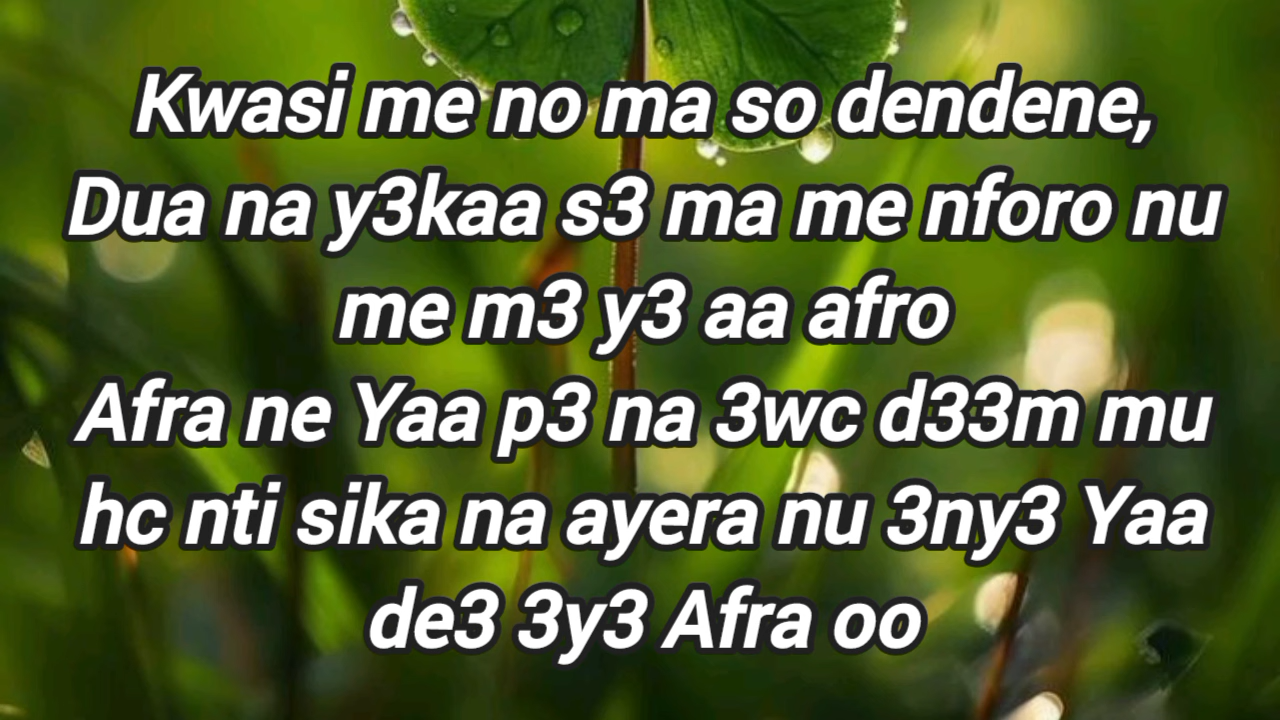 Kwasi me no ma so dendene,
Dua na y3kaa s3 ma me nforo nu
me m3 y3 aa afro
Afra ne Yaa p3 na 3wc d33m mu
hc nti sika na ayera nu 3ny3 Yaa
de3 3y3 Afra oo